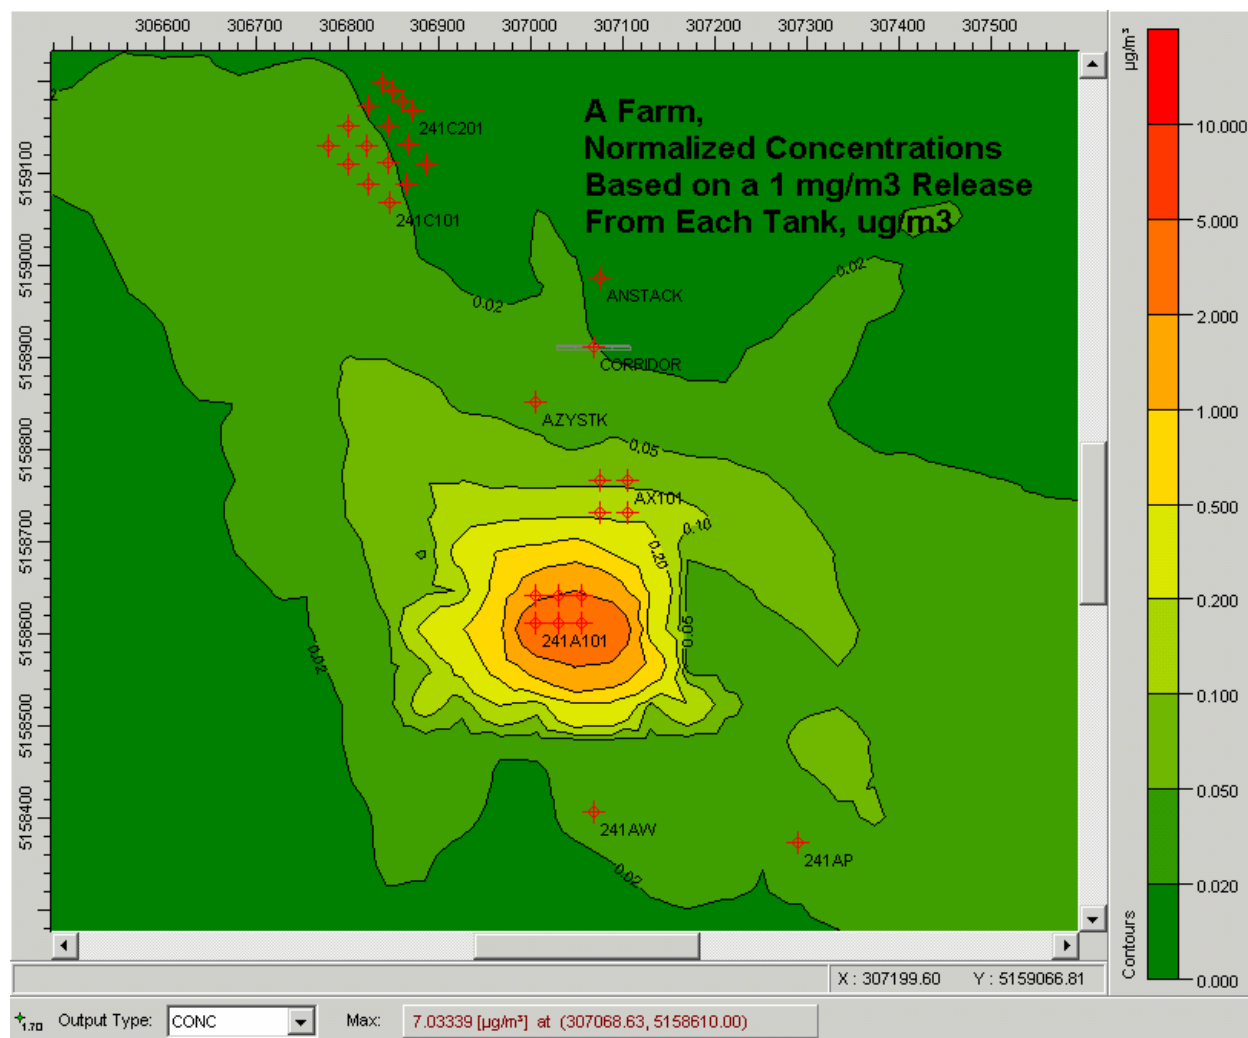 306600 306700 306800 306900 307000 307100 307200 307300 307400 307500
µg/m³
A Farm,
Normalized Concentrations
Based on a 1 mg/m3 Release
From Each Tank, ug/m3
241C201
241C101
ANSTACK
CORRIDOR
AZYSTK
AX101
241A101
241AW
241AP
0.02
0.02
0.05
0.10
0.20
0.05
0.02
0.02
2
5159100
5159000
5158900
5158800
5158700
5158600
5158500
5158400
10.000
5.000
2.000
1.000
0.500
0.200
0.100
0.050
0.020
0.000
Contours
X : 307199.60 Y : 5159066.81
1.70 Output Type: CONC Max: 7.03339 [µg/m³] at (307068.63, 5158610.00)